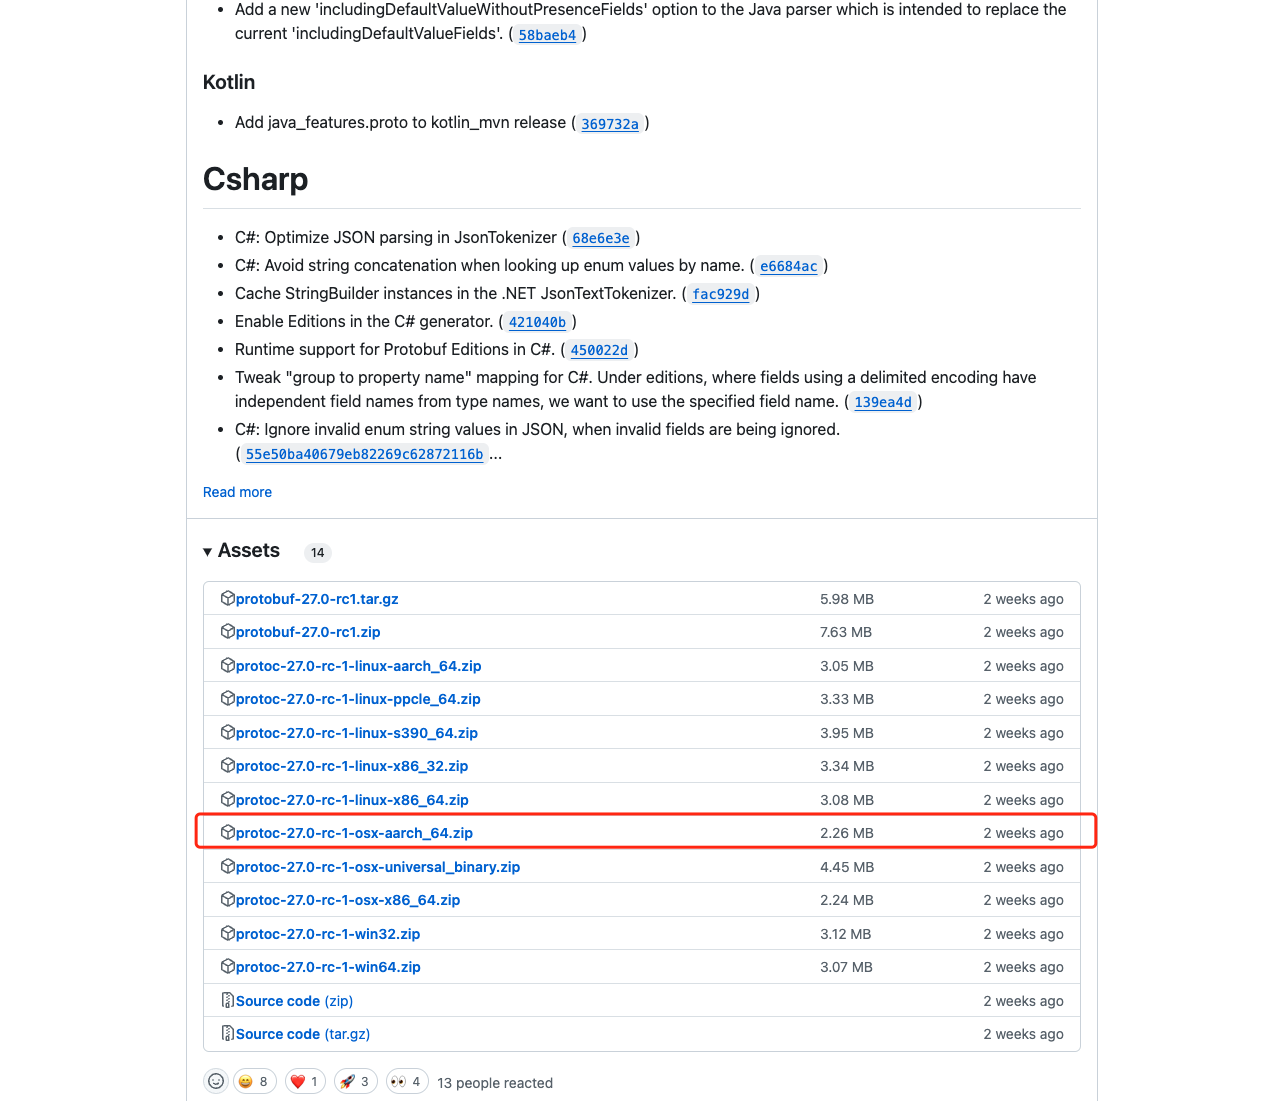 Add a new 'includingDefaultValueWithoutPresenceFields' option to the Java parser which is intended to replace the
current 'includingDefaultValueFields'. ( 58baeb4 )
Kotlin
Add java_features.proto to kotlin_mvn release ( 369732a )
Csharp
C#: Optimize JSON parsing in JsonTokenizer ( 68e6e3e )
C#: Avoid string concatenation when looking up enum values by name. ( e6684ac )
Cache StringBuilder instances in the .NET JsonTextTokenizer. ( fac929d )
Enable Editions in the C# generator. ( 421040b )
Runtime support for Protobuf Editions in C#. ( 450022d )
Tweak "group to property name" mapping for C#. Under editions, where fields using a delimited encoding have
independent field names from type names, we want to use the specified field name. ( 139ea4d )
C#: Ignore invalid enum string values in JSON, when invalid fields are being ignored.
( 55e50ba40679eb82269c62872116b ...
Read more
Assets 14
protobuf-27.0-rc1.tar.gz 5.98 MB 2 weeks ago
protobuf-27.0-rc1.zip 7.63 MB 2 weeks ago
protoc-27.0-rc-1-linux-aarch_64.zip 3.05 MB 2 weeks ago
protoc-27.0-rc-1-linux-ppcle_64.zip 3.33 MB 2 weeks ago
protoc-27.0-rc-1-linux-s390_64.zip 3.95 MB 2 weeks ago
protoc-27.0-rc-1-linux-x86_32.zip 3.34 MB 2 weeks ago
protoc-27.0-rc-1-linux-x86_64.zip 3.08 MB 2 weeks ago
protoc-27.0-rc-1-osx-aarch_64.zip 2.26 MB 2 weeks ago
protoc-27.0-rc-1-osx-universal_binary.zip 4.45 MB 2 weeks ago
protoc-27.0-rc-1-osx-x86_64.zip 2.24 MB 2 weeks ago
protoc-27.0-rc-1-win32.zip 3.12 MB 2 weeks ago
protoc-27.0-rc-1-win64.zip 3.07 MB 2 weeks ago
Source code (zip) 2 weeks ago
Source code (tar.gz) 2 weeks ago
8 1 3 4 13 people reacted